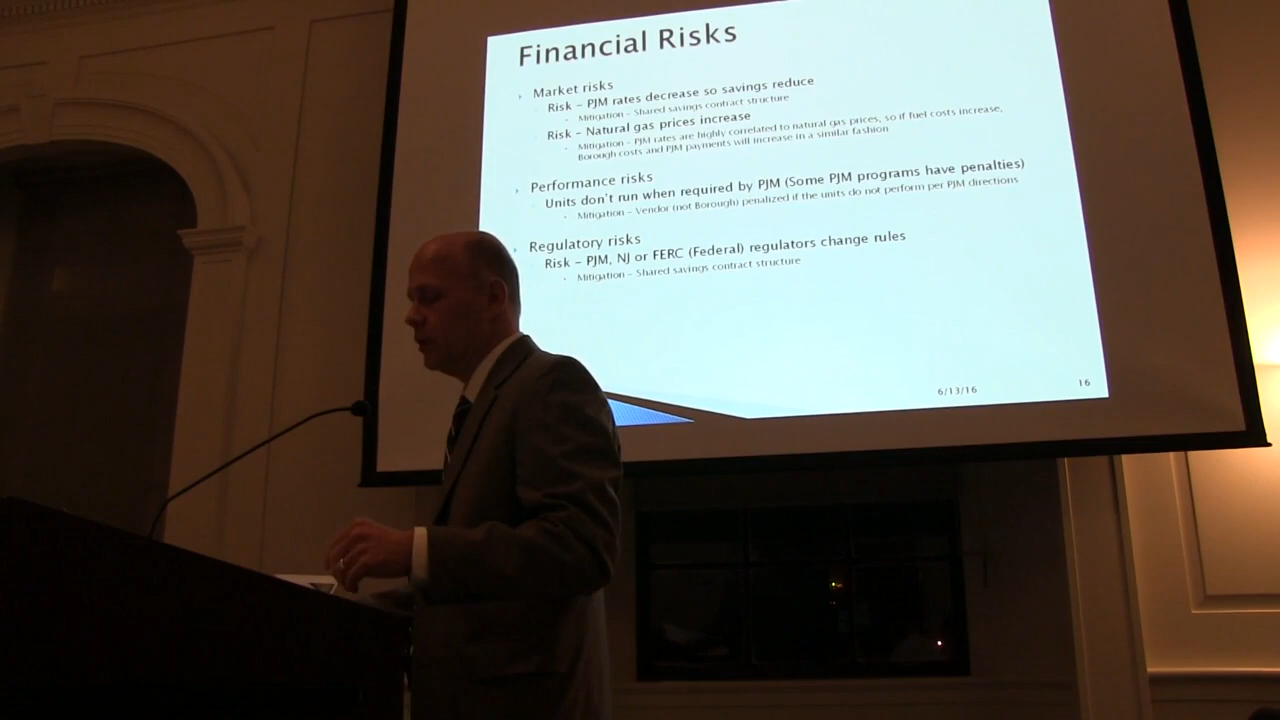 Financial Risks
Market risks
Risk – PJM rates decrease so savings reduce
Mitigation – Shared savings contract structure
Risk – Natural gas prices increase
Mitigation – PJM rates are highly correlated to natural gas prices, so if fuel costs increase,
Borough costs and PJM payments will increase in a similar fashion
Performance risks
Units don't run when required by PJM (Some PJM programs have penalties)
Mitigation – Vendor (not Borough) penalized if the units do not perform per PJM directions
Regulatory risks
Risk – PJM, NJ or FERC (Federal) regulators change rules
Mitigation – Shared savings contract structure
6/13/16
16